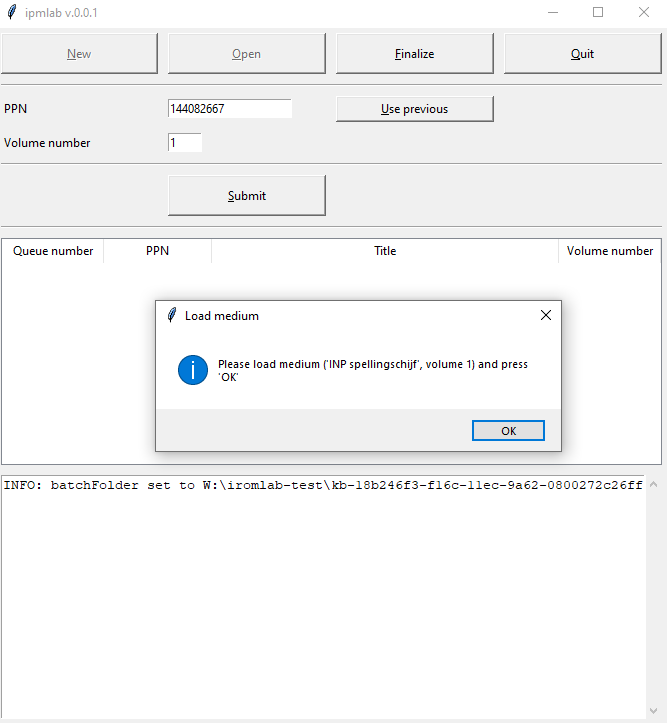 ipmlab v.0.0.1
New Open Finalize Quit
PPN 144082667 Use previous
Volume number 1
Submit
Queue number PPN Title Volume number
Load medium
Please load medium ('INP spellingschijf', volume 1) and press
'OK'
OK
INFO: batchFolder set to W:\iromlab-test\kb-18b246f3-f16c-11ec-9a62-0800272c26ff